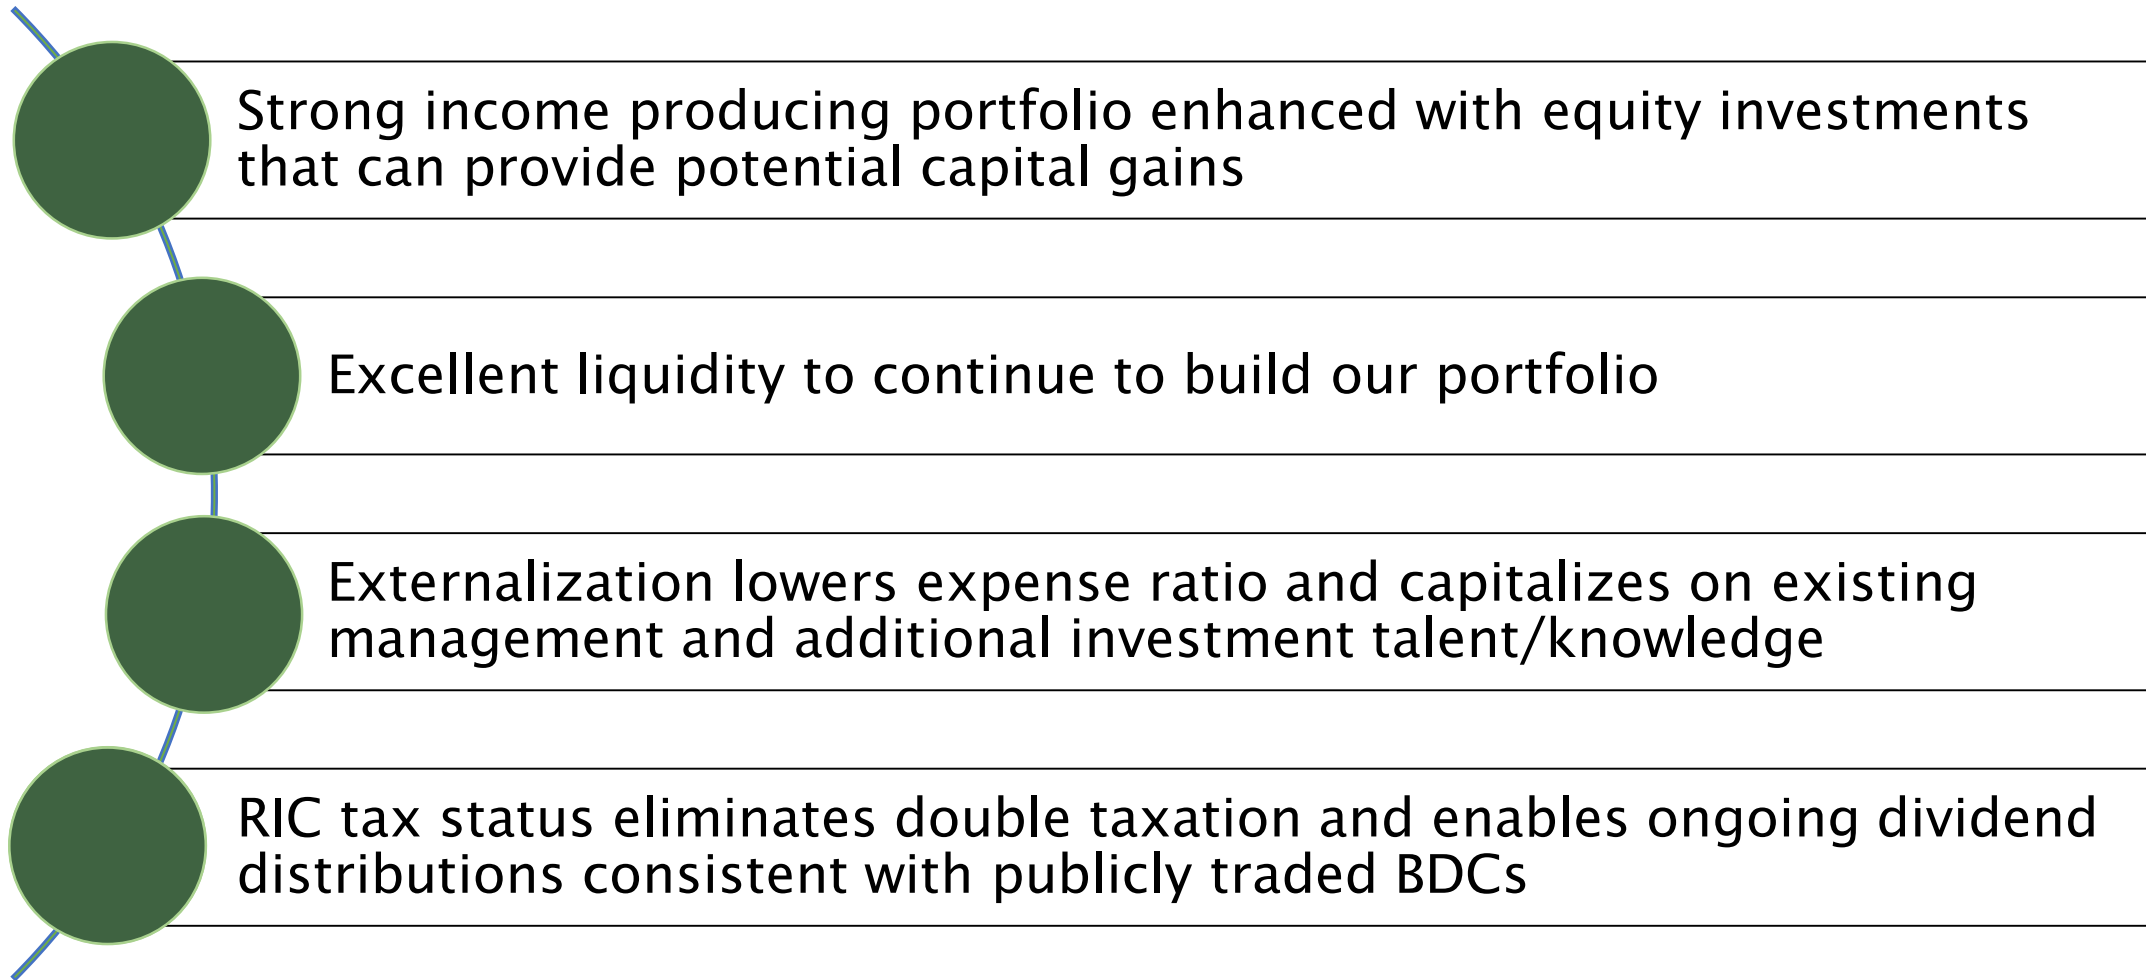 Strong income producing portfolio enhanced with equity investments
that can provide potential capital gains
Excellent liquidity to continue to build our portfolio
Externalization lowers expense ratio and capitalizes on existing
management and additional investment talent/knowledge
RIC tax status eliminates double taxation and enables ongoing dividend
distributions consistent with publicly traded BDCs